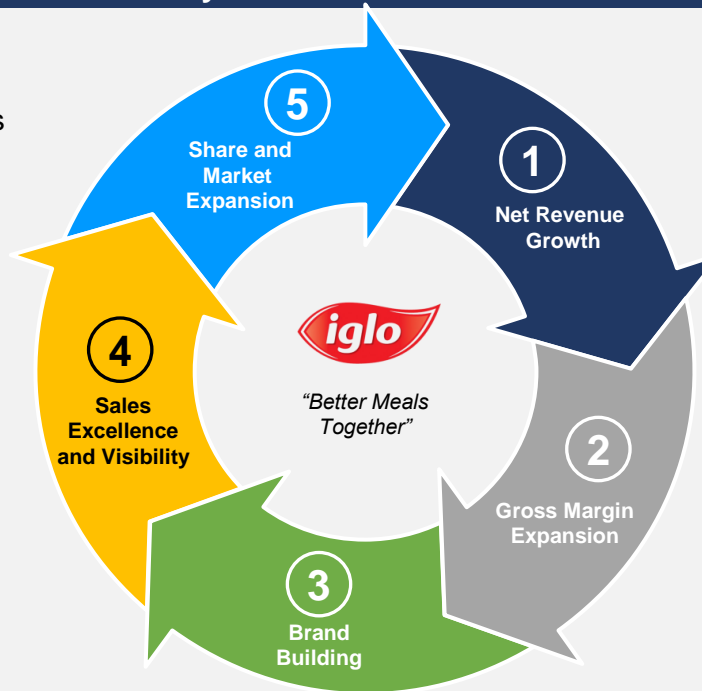 5
Share and
Market
Expansion
1
Net Revenue
Growth
iglo
“Better Meals
Together”
4
Sales
Excellence
and Visibility
2
Gross Margin
Expansion
3
Brand
Building